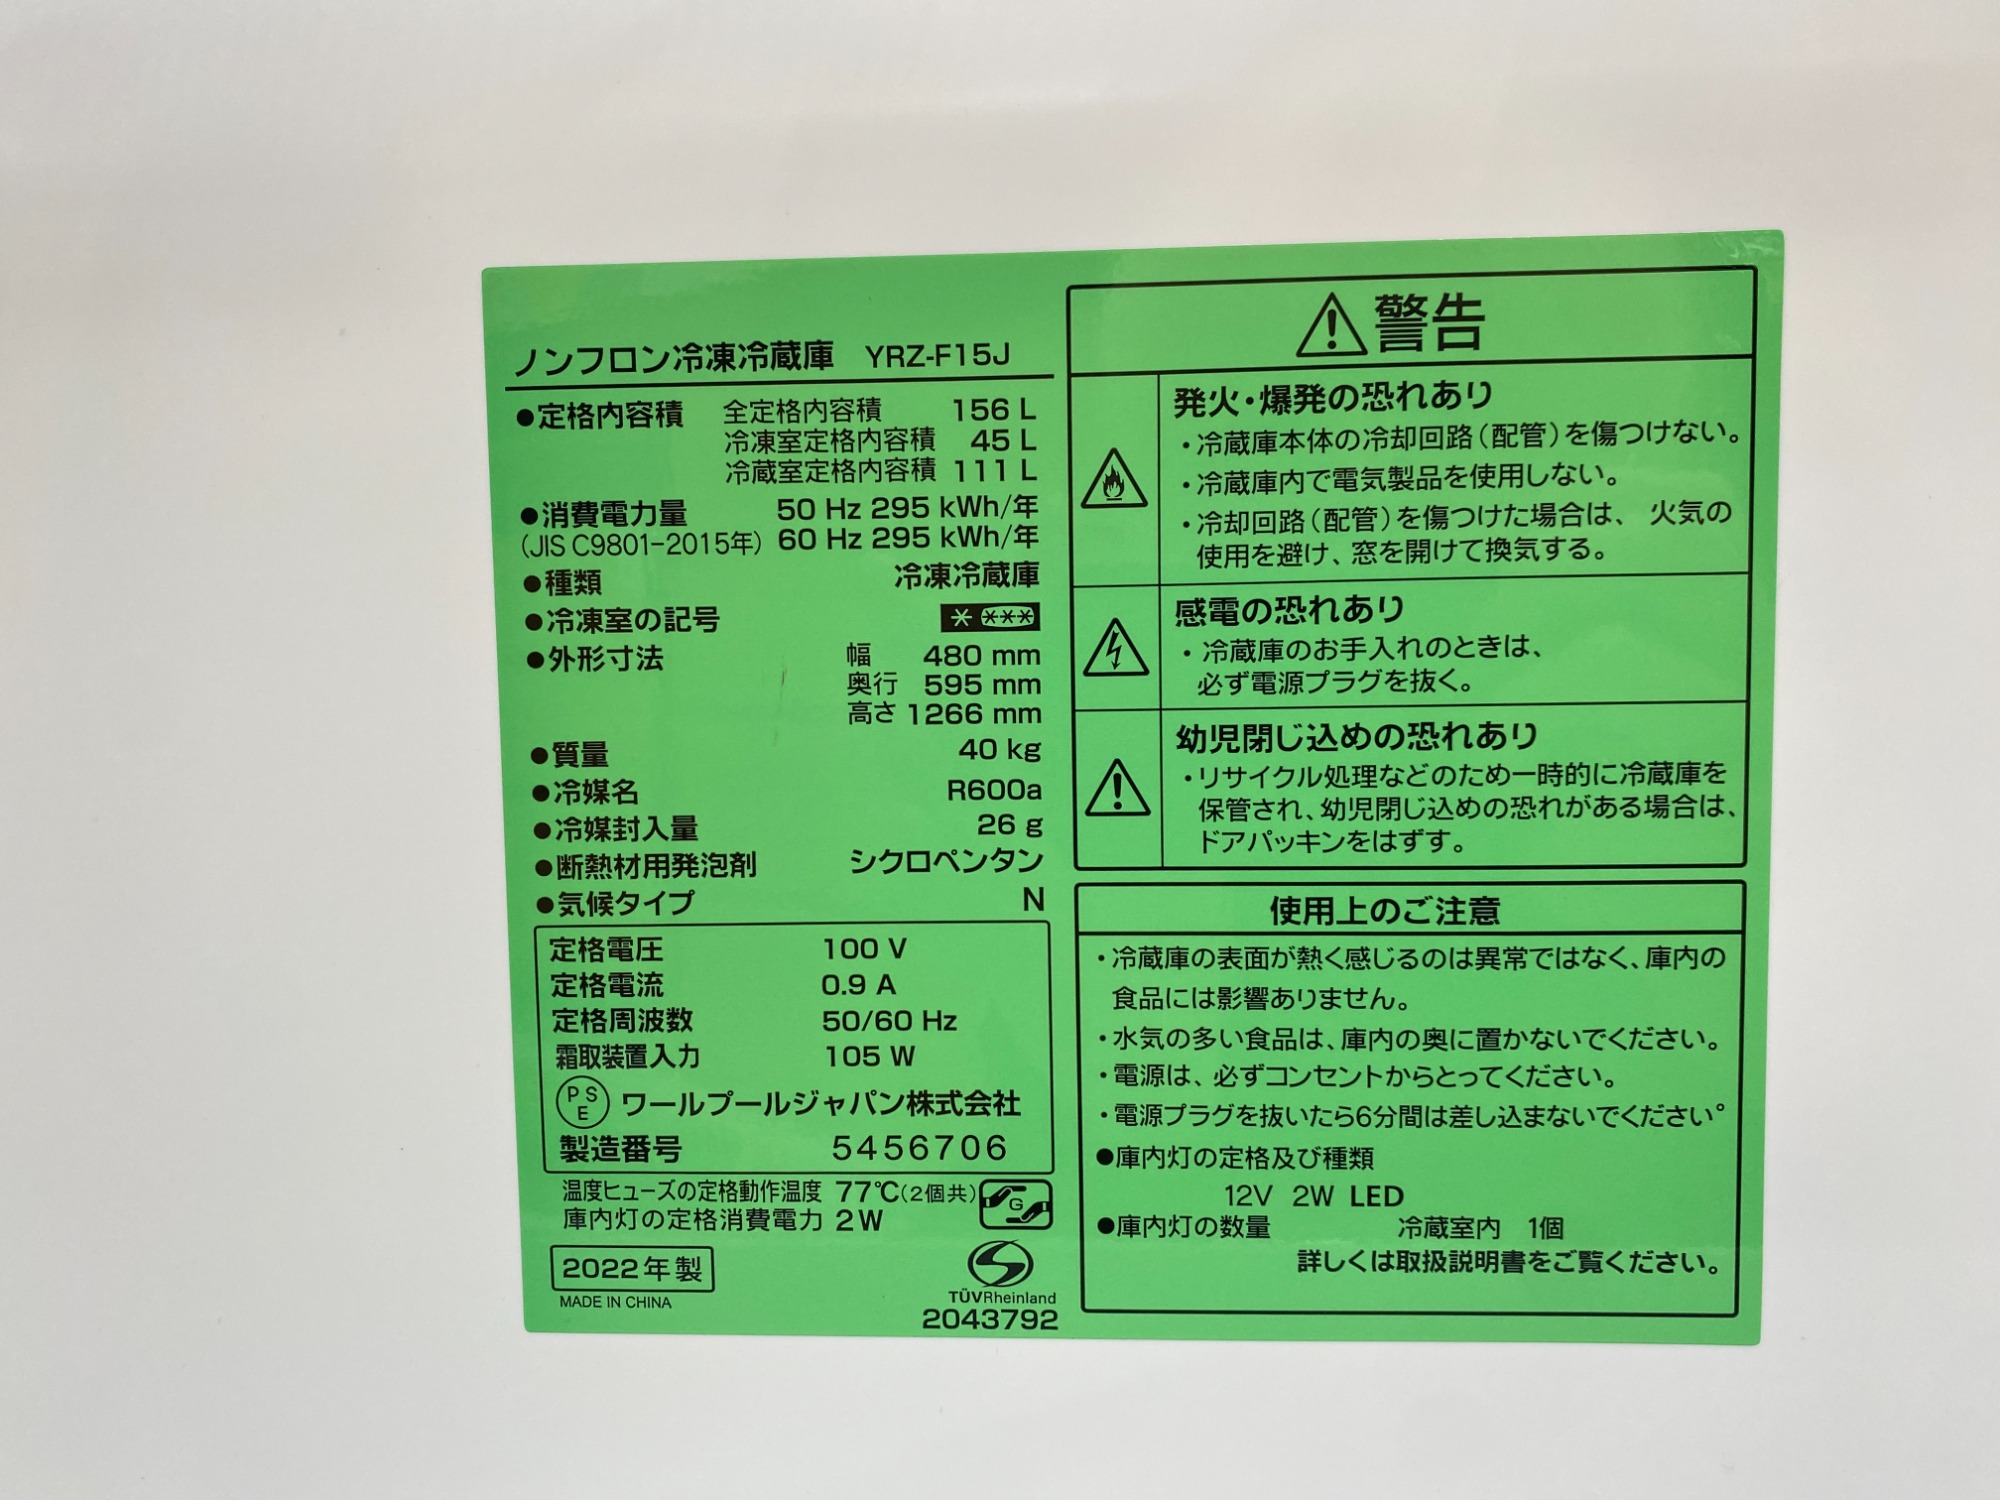 ノンフロン冷凍冷蔵庫 YRZ-F15J
●定格内容積 全定格内容積 156 L
冷凍室定格内容積 45 L
冷蔵室定格内容積 111 L
●消費電力量 50 Hz 295 kWh/年
(JIS C9801-2015年) 60 Hz 295 kWh/年
●種類 冷凍冷蔵庫
●冷凍室の記号 * ***
●外形寸法 幅 480 mm
奥行 595 mm
高さ 1266 mm
●質量 40 kg
●冷媒名 R600a
●冷媒封入量 26 g
●断熱材用発泡剤 シクロペンタン
●気候タイプ N
定格電圧 100 V
定格電流 0.9 A
定格周波数 50/60 Hz
霜取装置入力 105 W
PSE ワールプールジャパン株式会社
製造番号 5456706
温度ヒューズの定格動作温度 77℃(2個共)
庫内灯の定格消費電力 2W
G
2022年製
MADE IN CHINA
TÜVRheinland
2043792
警告
発火・爆発の恐れあり
・冷蔵庫本体の冷却回路(配管)を傷つけない。
・冷蔵庫内で電気製品を使用しない。
・冷却回路(配管)を傷つけた場合は、火気の
使用を避け、窓を開けて換気する。
感電の恐れあり
・冷蔵庫のお手入れのときは、
必ず電源プラグを抜く。
幼児閉じ込めの恐れあり
・リサイクル処理などのため一時的に冷蔵庫を
保管され、幼児閉じ込めの恐れがある場合は、
ドアパッキンをはずす。
使用上のご注意
・冷蔵庫の表面が熱く感じるのは異常ではなく、庫内の
食品には影響ありません。
・水気の多い食品は、庫内の奥に置かないでください。
・電源は、必ずコンセントからとってください。
・電源プラグを抜いたら6分間は差し込まないでください。
●庫内灯の定格及び種類
12V 2W LED
●庫内灯の数量 冷蔵室内 1個
詳しくは取扱説明書をご覧ください。